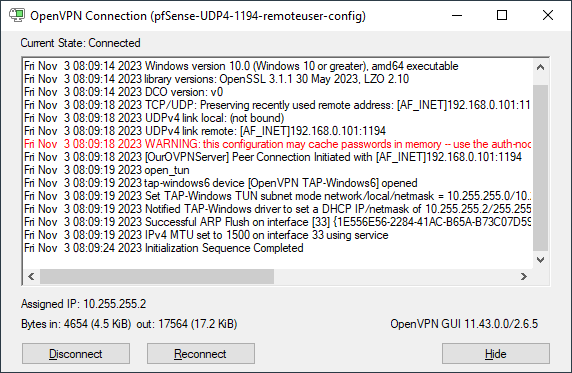 OpenVPN Connection (pfSense-UDP4-1194-remoteuser-config)
Current State: Connected
Fri Nov 3 08:09:14 2023 Windows version 10.0 (Windows 10 or greater), amd64 executable
Fri Nov 3 08:09:14 2023 library versions: OpenSSL 3.1.1 30 May 2023, LZO 2.10
Fri Nov 3 08:09:14 2023 DCO version: v0
Fri Nov 3 08:09:18 2023 TCP/UDP: Preserving recently used remote address: [AF_INET]192.168.0.101:11
Fri Nov 3 08:09:18 2023 UDPv4 link local: (not bound)
Fri Nov 3 08:09:18 2023 UDPv4 link remote: [AF_INET]192.168.0.101:1194
Fri Nov 3 08:09:18 2023 WARNING: this configuration may cache passwords in memory -- use the auth-noc
Fri Nov 3 08:09:18 2023 [OurOVPNServer] Peer Connection Initiated with [AF_INET]192.168.0.101:1194
Fri Nov 3 08:09:19 2023 open_tun
Fri Nov 3 08:09:19 2023 tap-windows6 device [OpenVPN TAP-Windows6] opened
Fri Nov 3 08:09:19 2023 Set TAP-Windows TUN subnet mode network/local/netmask = 10.255.255.0/10.
Fri Nov 3 08:09:19 2023 Notified TAP-Windows driver to set a DHCP IP/netmask of 10.255.255.2/255.255
Fri Nov 3 08:09:19 2023 Successful ARP Flush on interface [33] {1E556E56-2284-41AC-B65A-B73C07D59
Fri Nov 3 08:09:19 2023 IPv4 MTU set to 1500 on interface 33 using service
Fri Nov 3 08:09:24 2023 Initialization Sequence Completed
Assigned IP: 10.255.255.2
Bytes in: 4654 (4.5 KiB) out: 17564 (17.2 KiB) OpenVPN GUI 11.43.0.0/2.6.5
Disconnect Reconnect Hide